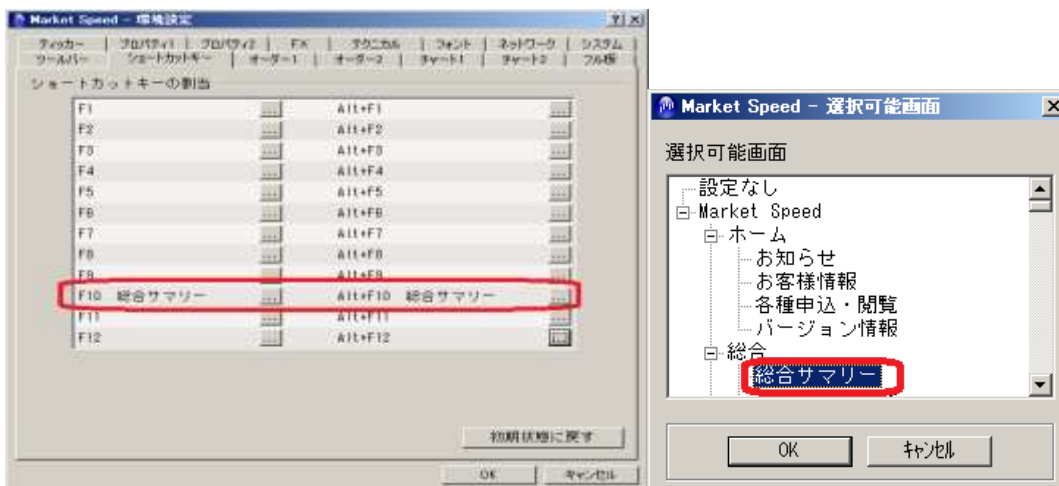 Market Speed - 環境設定
ティッカー プロパティ1 プロパティ2 FX テクニカル フォント ネットワーク システム
ツールバー ショートカットキー オーダー1 オーダー2 チャート1 チャート2 フル板
ショートカットキーの割当
F1 ... Alt+F1 ...
F2 ... Alt+F2 ...
F3 ... Alt+F3 ...
F4 ... Alt+F4 ...
F5 ... Alt+F5 ...
F6 ... Alt+F6 ...
F7 ... Alt+F7 ...
F8 ... Alt+F8 ...
F9 ... Alt+F9 ...
F10 総合サマリー ... Alt+F10 総合サマリー ...
F11 ... Alt+F11 ...
F12 ... Alt+F12 ...
初期状態に戻す
OK キャンセル
Market Speed - 選択可能画面
選択可能画面
設定なし
Market Speed
ホーム
お知らせ
お客様情報
各種申込・閲覧
バージョン情報
総合
総合サマリー
OK キャンセル